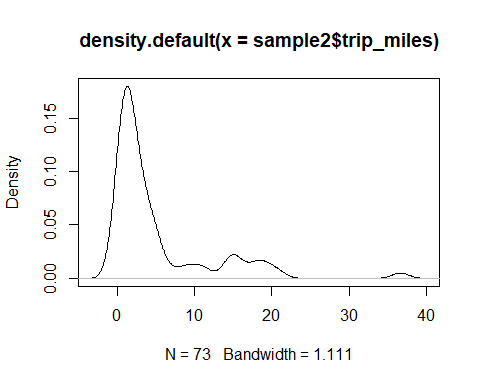 density.default(x = sample2$trip_miles)
Density
0.15
0.10
0.05
0.00
0 10 20 30 40
N = 73 Bandwidth = 1.111